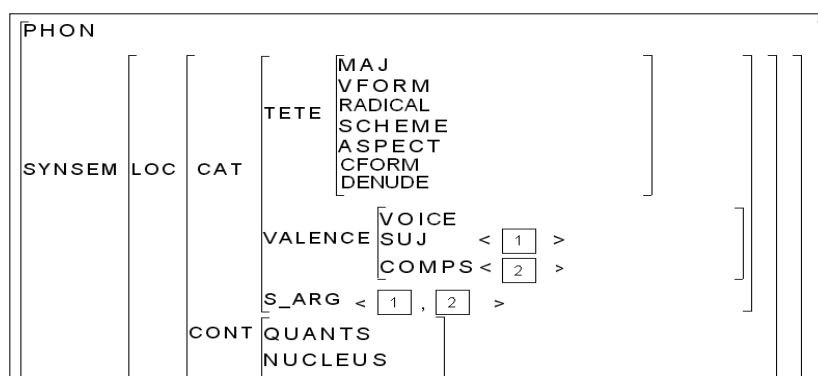 PHON
MAJ
VFORM
RADICAL
TETE
SCHEME
ASPECT
CFORM
SYNSEM LOC CAT
DENUDE
VOICE
VALENCE SUJ < 1 >
COMPS < 2 >
S_ARG < 1 , 2 >
CONT QUANTS
NUCLEUS